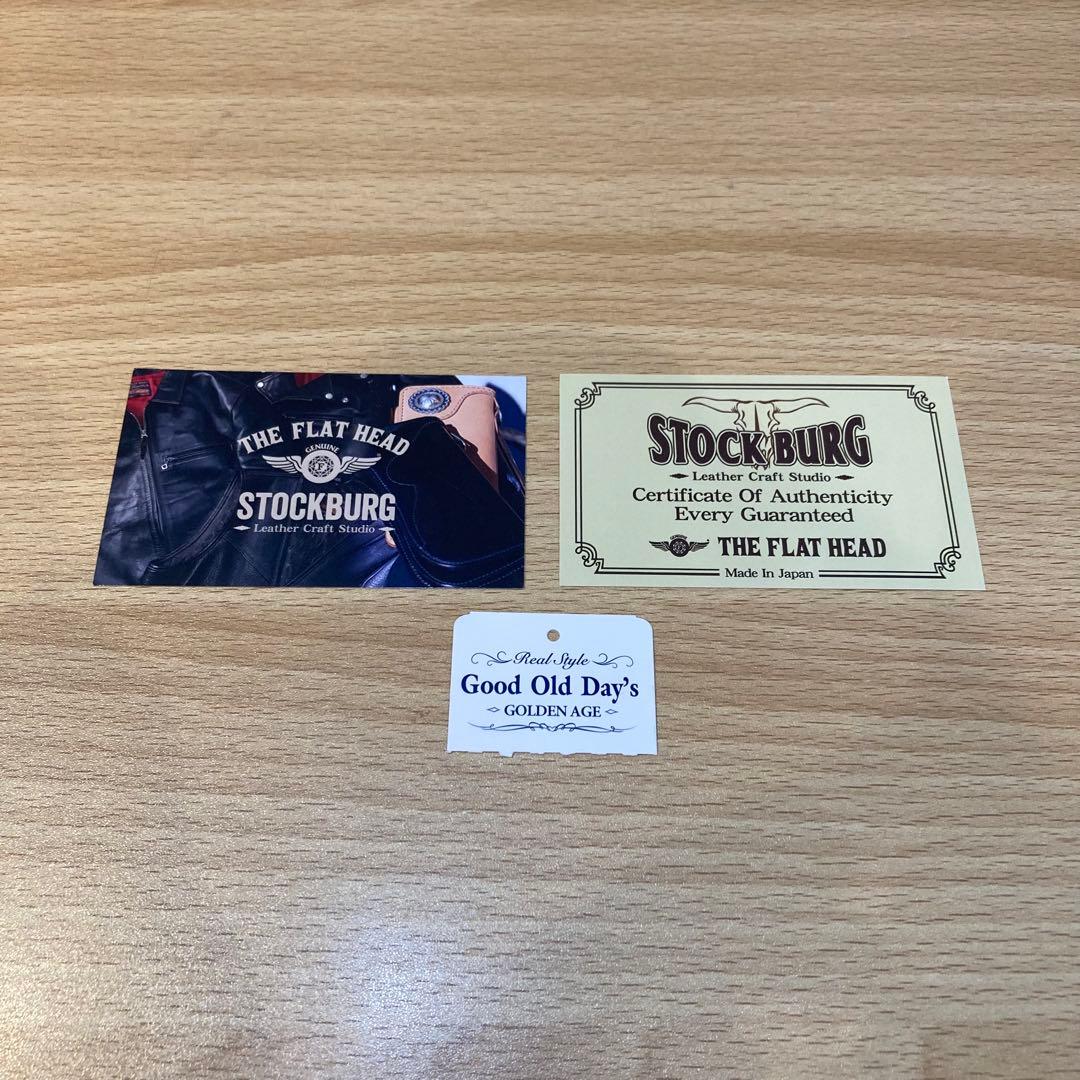 THE FLAT HEAD
GENUINE
F
STOCKBURG
Leather Craft Studio
STOCKBURG
Leather Craft Studio
Certificate Of Authenticity
Every Guaranteed
THE FLAT HEAD
Made In Japan
Real Style
Good Old Day's
GOLDEN AGE